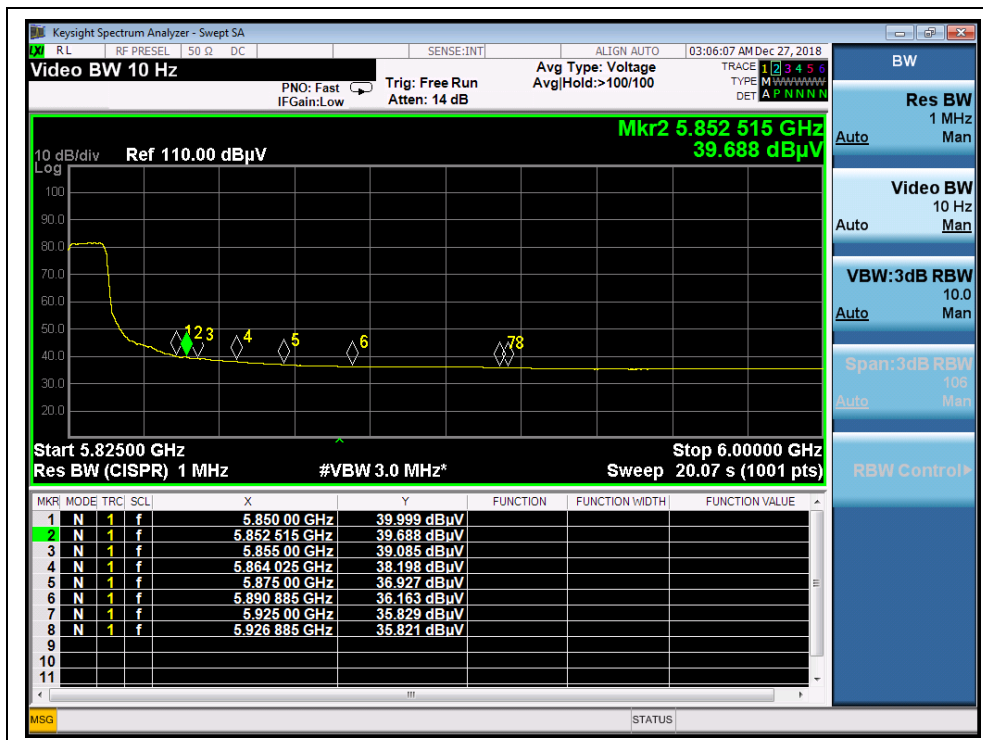 Keysight Spectrum Analyzer - Swept SA
LXI RL RF PRESEL 50 Ω DC SENSE:INT ALIGN AUTO 03:06:07 AM Dec 27, 2018
Video BW 10 Hz
PNO: Fast
IFGain:Low
Trig: Free Run
Atten: 14 dB
Avg Type: Voltage
Avg|Hold:>100/100
TRACE 1 2 3 4 5 6
TYPE M W W W W W
DET A P N N N N
Mkr2 5.852 515 GHz
39.688 dBµV
10 dB/div Ref 110.00 dBµV
Log
100
90.0
80.0
70.0
60.0
50.0
40.0
30.0
20.0
1 2 3 4 5 6 7 8
Start 5.82500 GHz Stop 6.00000 GHz
Res BW (CISPR) 1 MHz #VBW 3.0 MHz* Sweep 20.07 s (1001 pts)
MKR MODE TRC SCL X Y FUNCTION FUNCTION WIDTH FUNCTION VALUE
1 N 1 f 5.850 00 GHz 39.999 dBµV
2 N 1 f 5.852 515 GHz 39.688 dBµV
3 N 1 f 5.855 00 GHz 39.085 dBµV
4 N 1 f 5.864 025 GHz 38.198 dBµV
5 N 1 f 5.875 00 GHz 36.927 dBµV
6 N 1 f 5.890 885 GHz 36.163 dBµV
7 N 1 f 5.925 00 GHz 35.829 dBµV
8 N 1 f 5.926 885 GHz 35.821 dBµV
9
10
11
MSG STATUS
BW
Res BW
1 MHz
Auto Man
Video BW
10 Hz
Auto Man
VBW:3dB RBW
10.0
Auto Man
Span:3dB RBW
106
Auto Man
RBW Control